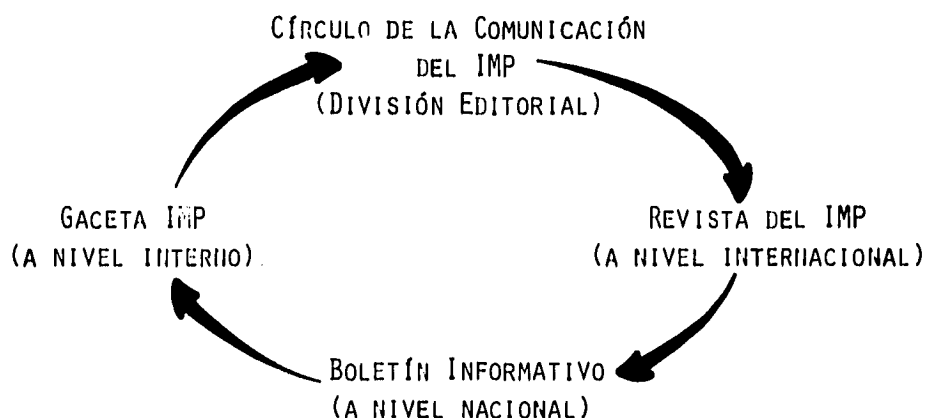 CÍRCULO DE LA COMUNICACIÓN
DEL IMP
(DIVISIÓN EDITORIAL)
GACETA IMP
(A NIVEL INTERNO)
REVISTA DEL IMP
(A NIVEL INTERNACIONAL)
BOLETÍN INFORMATIVO
(A NIVEL NACIONAL)